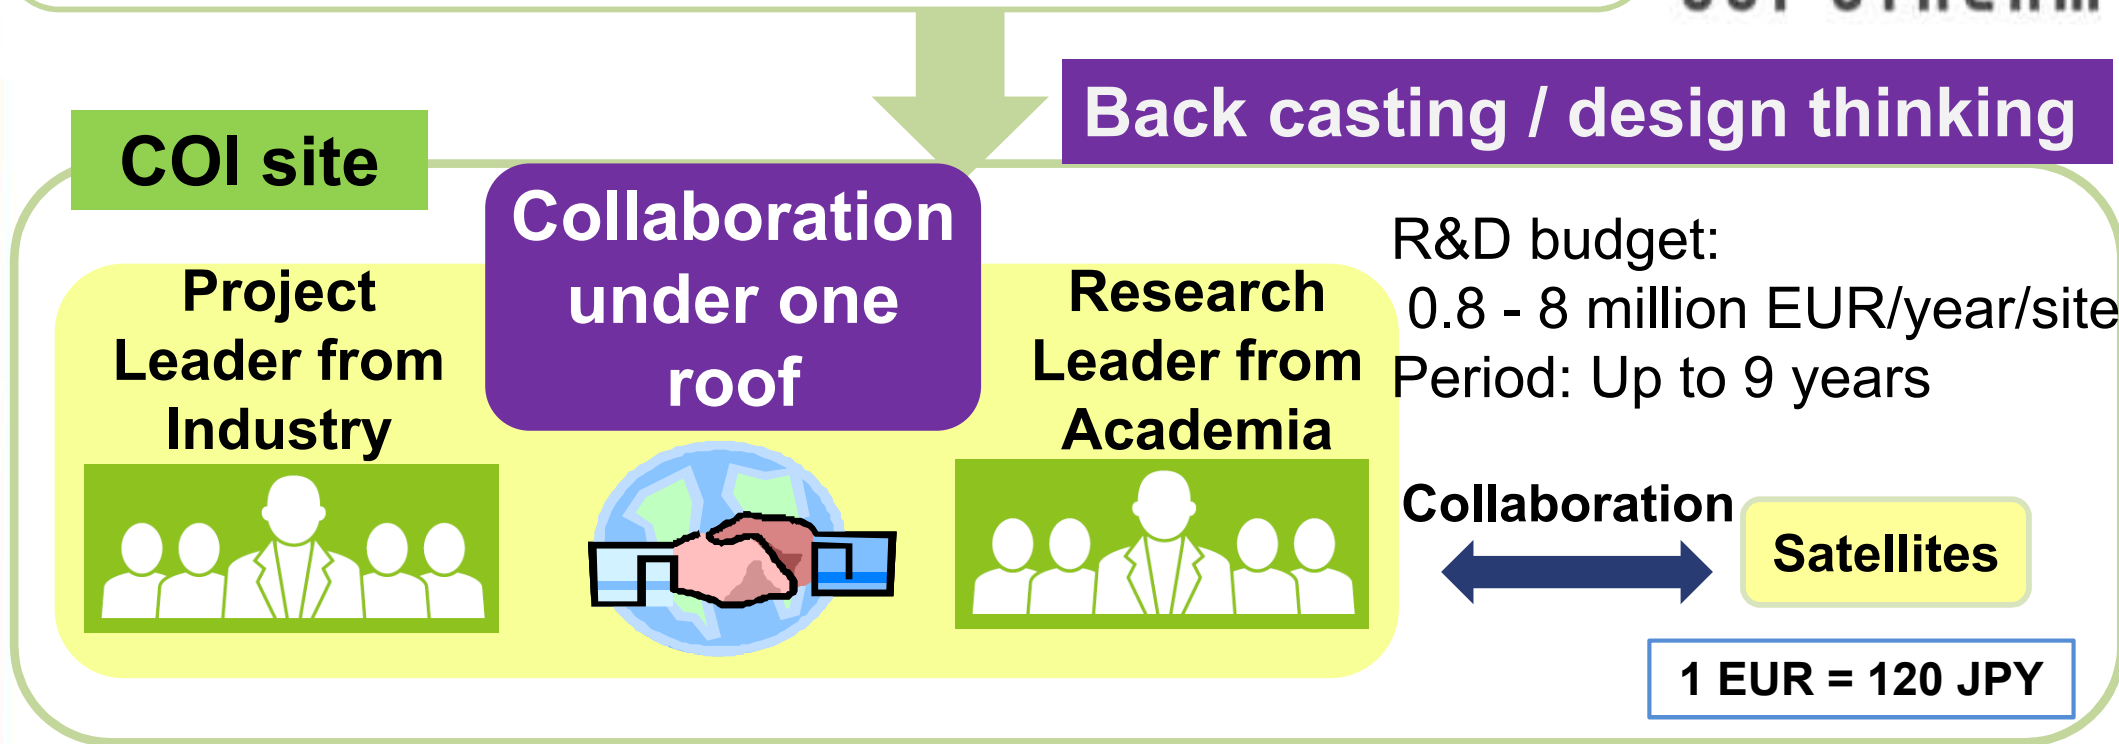 Back casting / design thinking
COI site
Collaboration
under one
roof
Project
Leader from
Industry
Research
Leader from
Academia
R&D budget:
0.8 - 8 million EUR/year/site
Period: Up to 9 years
Collaboration
Satellites
1 EUR = 120 JPY